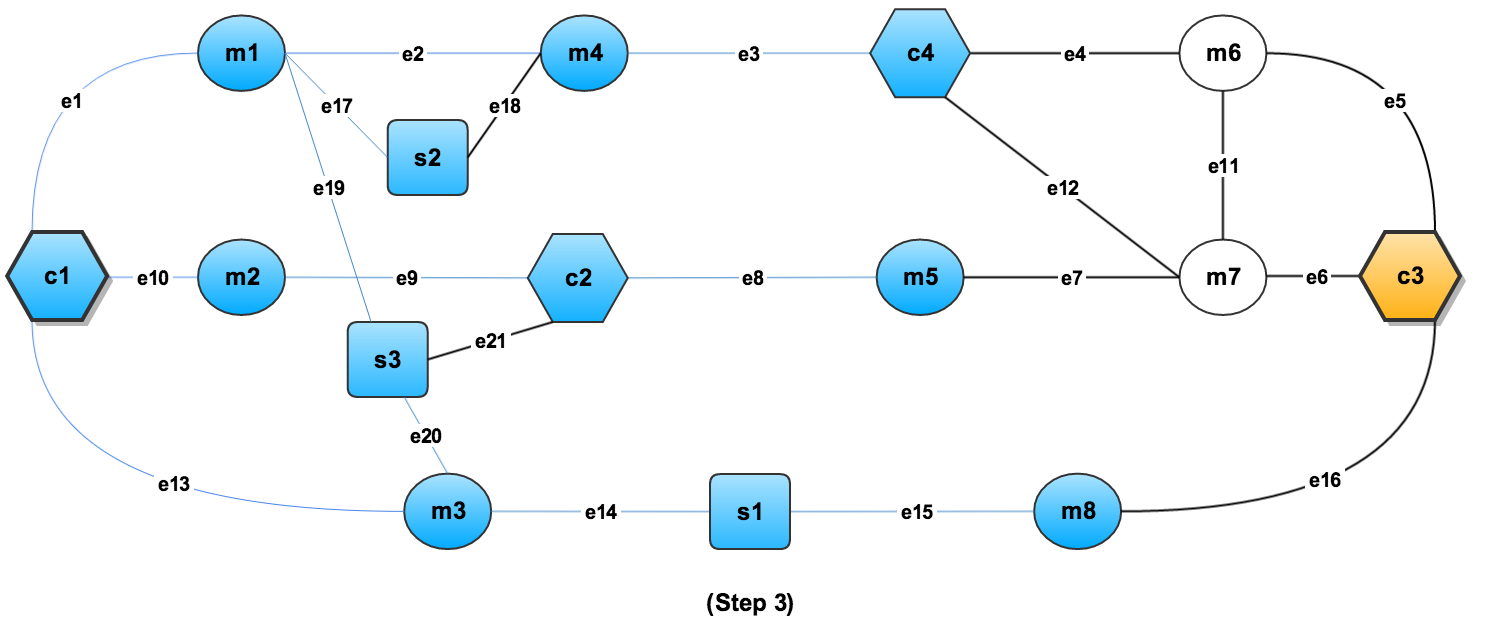 m1 e2 m4 e3 c4 e4 m6
e1 e17 e18 e5
s2
e19 e12 e11
c1 e10 m2 e9 c2 e8 m5 e7 m7 e6 c3
s3 e21
e20
e13 e16
m3 e14 s1 e15 m8
(Step 3)